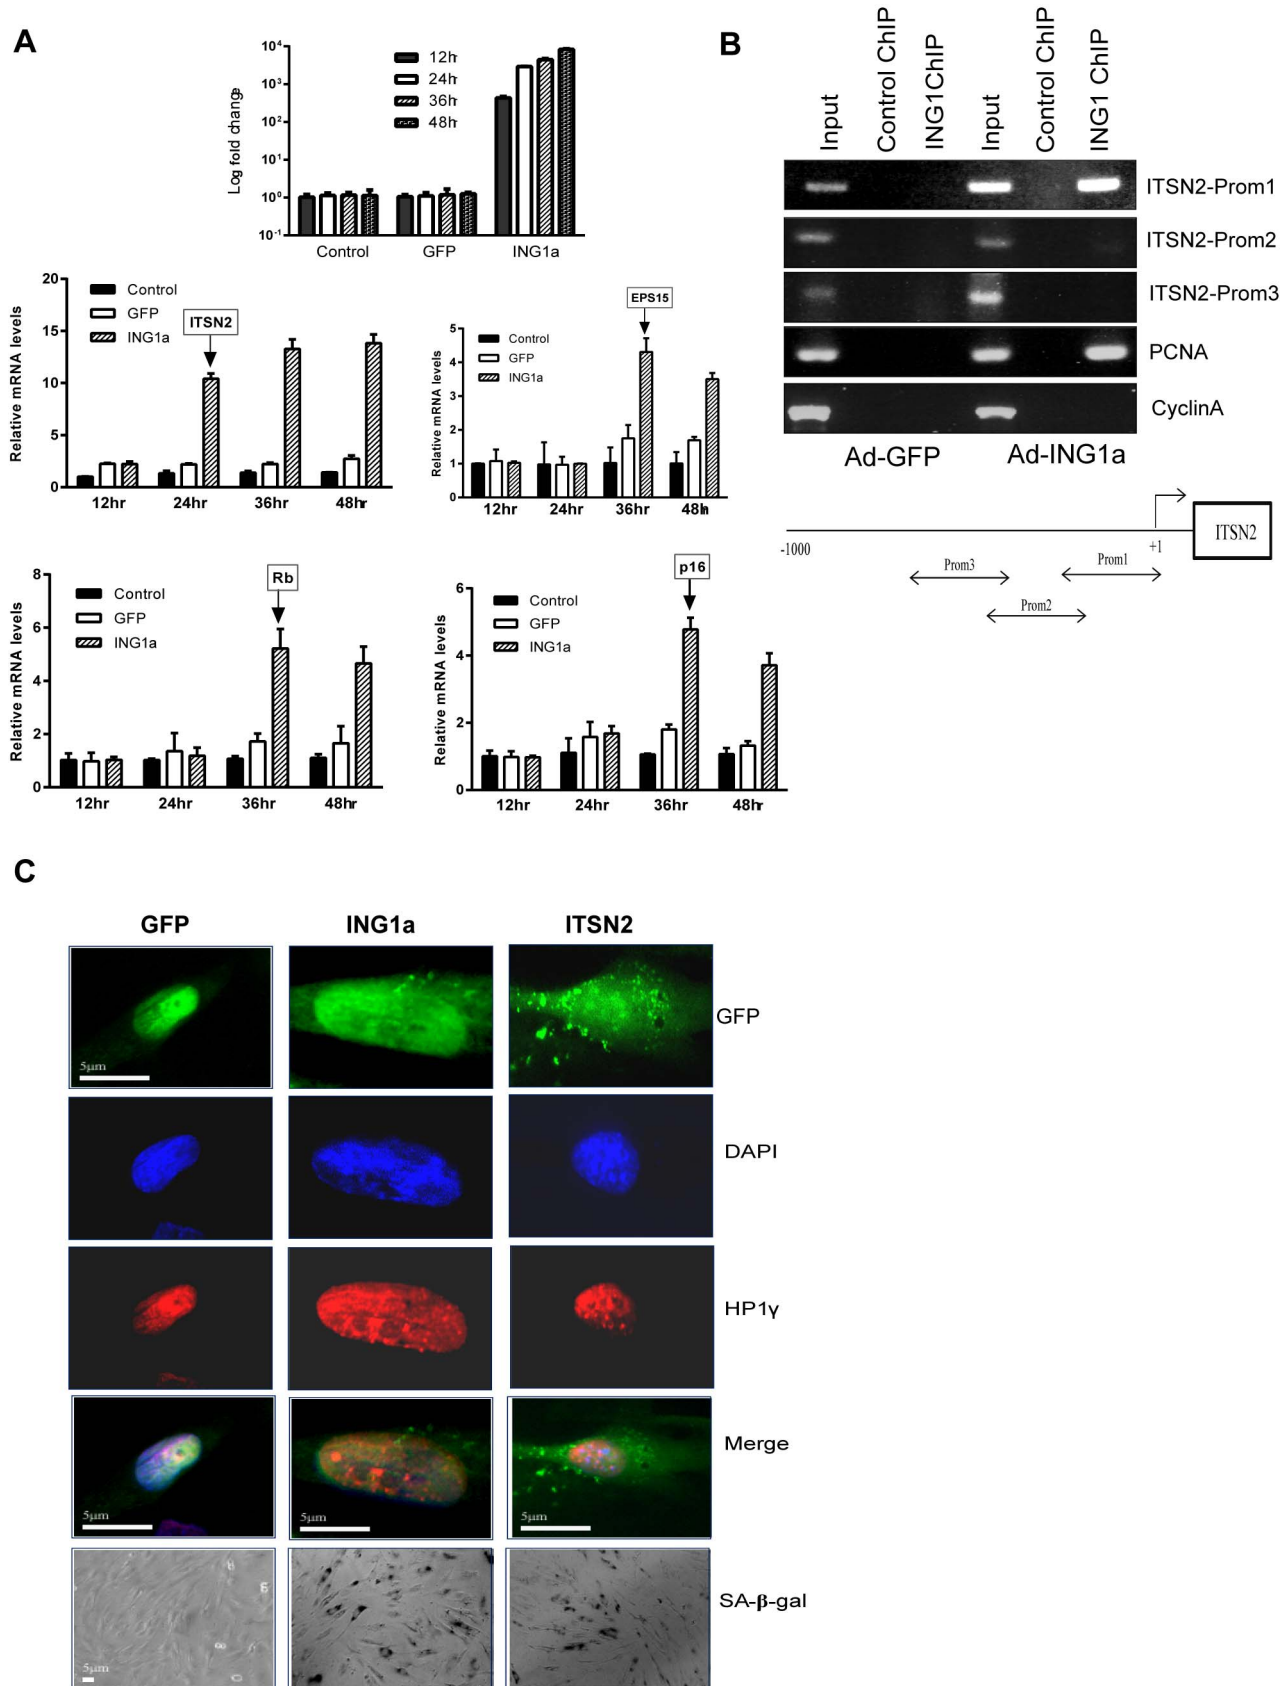 A
Log fold change
10⁴
10³
10²
10¹
10⁰
10⁻¹
12hr
24hr
36hr
48hr
Control
GFP
ING1a
Relative mRNA levels
20
15
10
5
0
Control
GFP
ING1a
ITSN2
12hr
24hr
36hr
48hr
Relative mRNA levels
5
4
3
2
1
0
Control
GFP
ING1a
EPS15
12hr
24hr
36hr
48hr
Relative mRNA levels
8
6
4
2
0
Control
GFP
ING1a
Rb
12hr
24hr
36hr
48hr
Relative mRNA levels
6
4
2
0
Control
GFP
ING1a
p16
12hr
24hr
36hr
48hr
B
Input
Control ChIP
ING1ChIP
Input
Control ChIP
ING1 ChIP
ITSN2-Prom1
ITSN2-Prom2
ITSN2-Prom3
PCNA
CyclinA
Ad-GFP
Ad-ING1a
-1000
+1
ITSN2
Prom3
Prom1
Prom2
C
GFP
ING1a
ITSN2
5µm
GFP
DAPI
HP1γ
5µm
5µm
5µm
Merge
5µm
SA-β-gal